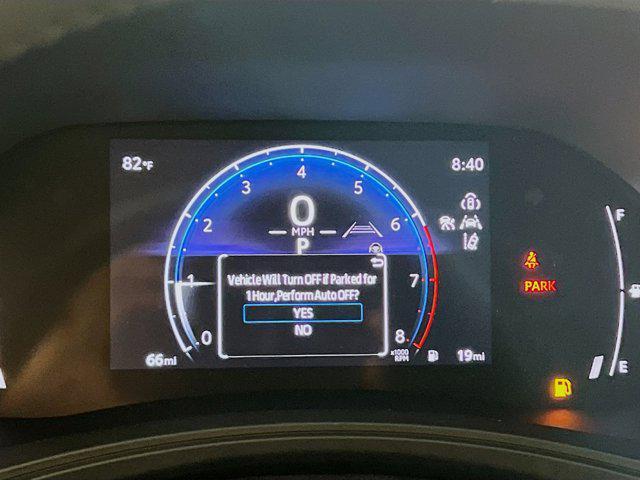 82°F
8:40
4
3
5
2
6
0
MPH
P
1
7
0
8
Vehicle Will Turn OFF if Parked for
1 Hour,Perform Auto OFF?
YES
NO
x1000
RPM
66mi
19mi
PARK
F
E